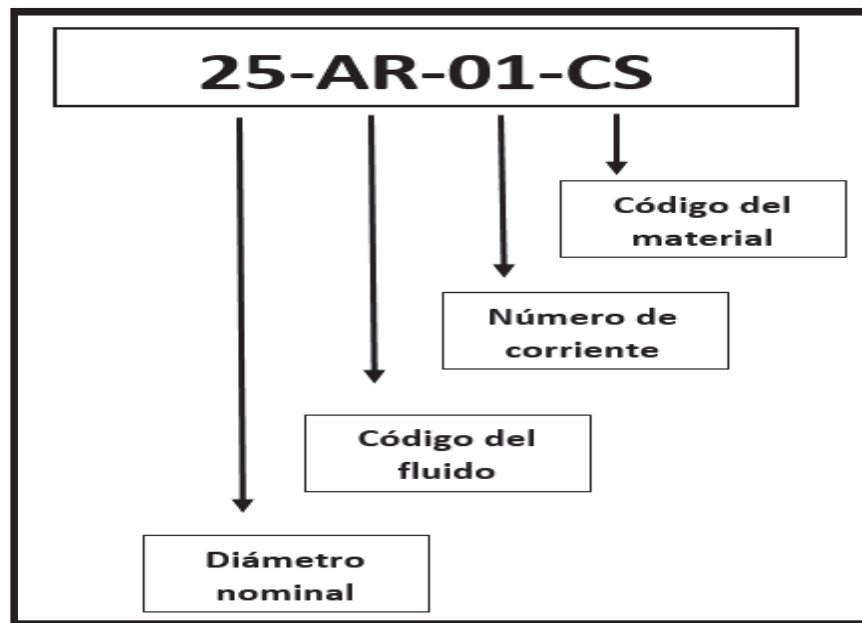 25-AR-01-CS
Código del
material
Número de
corriente
Código del
fluido
Diámetro
nominal